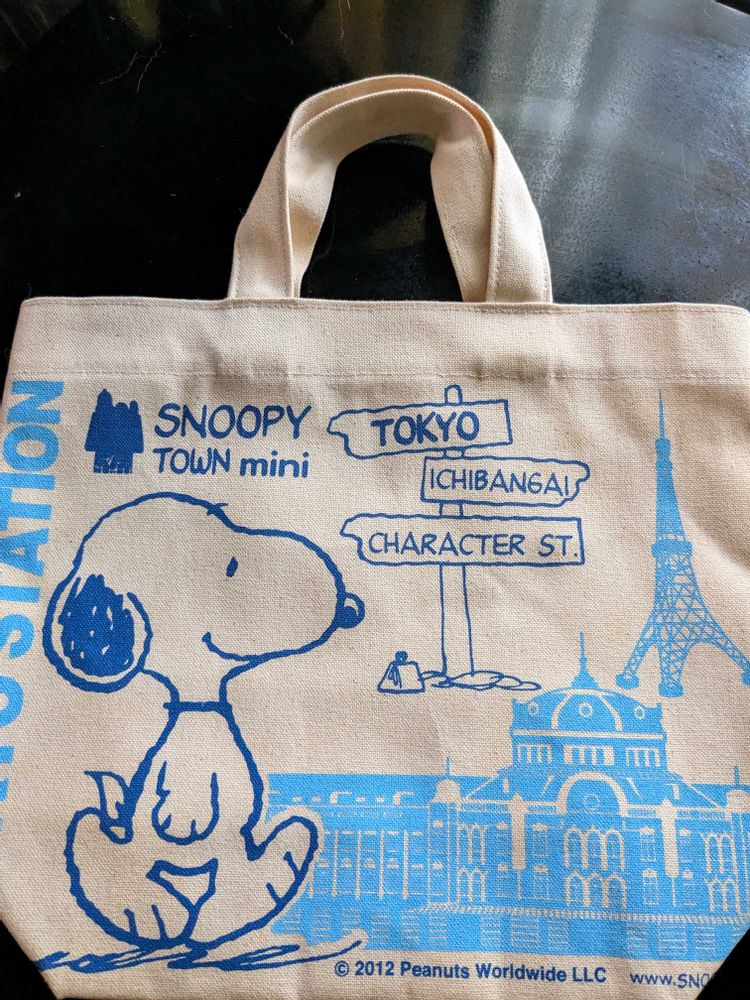 SNOOPY
TOWN mini
TOKYO
ICHIBANGAI
CHARACTER ST.
STATION
© 2012 Peanuts Worldwide LLC